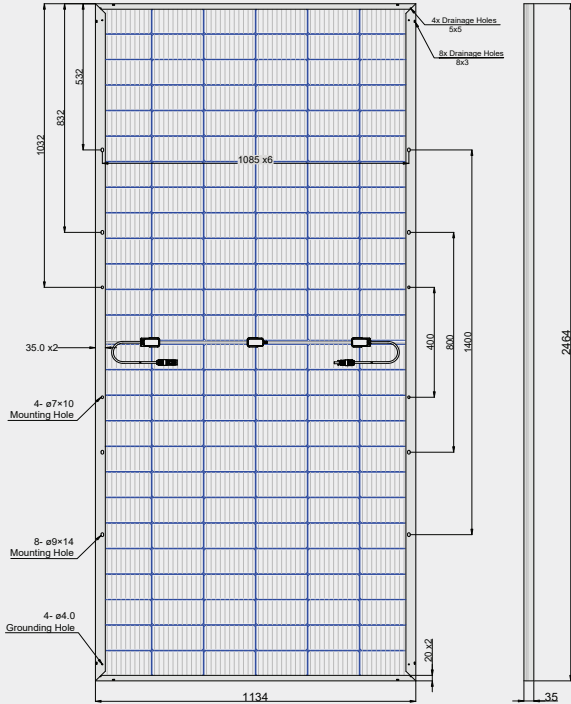 4x Drainage Holes
5x5
8x Drainage Holes
8x3
532
832
1032
1085 x6
35.0 x2
400
800
1400
2464
4- ø7×10
Mounting Hole
8- ø9×14
Mounting Hole
4- ø4.0
Grounding Hole
20 x2
1134
35